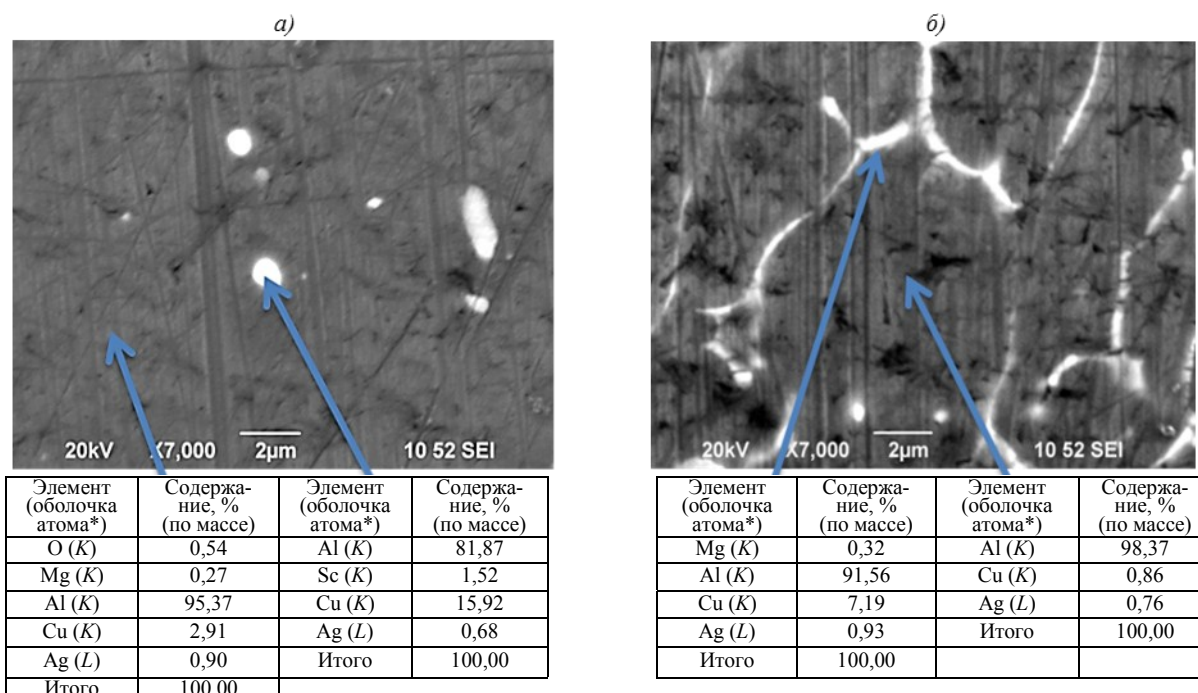 а)
б)
20kV X7,000 2µm 10 52 SEI
20kV X7,000 2µm 10 52 SEI
Элемент (оболочка атома*) Содержа-ние, % (по массе) Элемент (оболочка атома*) Содержа-ние, % (по массе)
O (K) 0,54 Al (K) 81,87
Mg (K) 0,27 Sc (K) 1,52
Al (K) 95,37 Cu (K) 15,92
Cu (K) 2,91 Ag (L) 0,68
Ag (L) 0,90 Итого 100,00
Итого 100,00
Элемент (оболочка атома*) Содержа-ние, % (по массе) Элемент (оболочка атома*) Содержа-ние, % (по массе)
Mg (K) 0,32 Al (K) 98,37
Al (K) 91,56 Cu (K) 0,86
Cu (K) 7,19 Ag (L) 0,76
Ag (L) 0,93 Итого 100,00
Итого 100,00